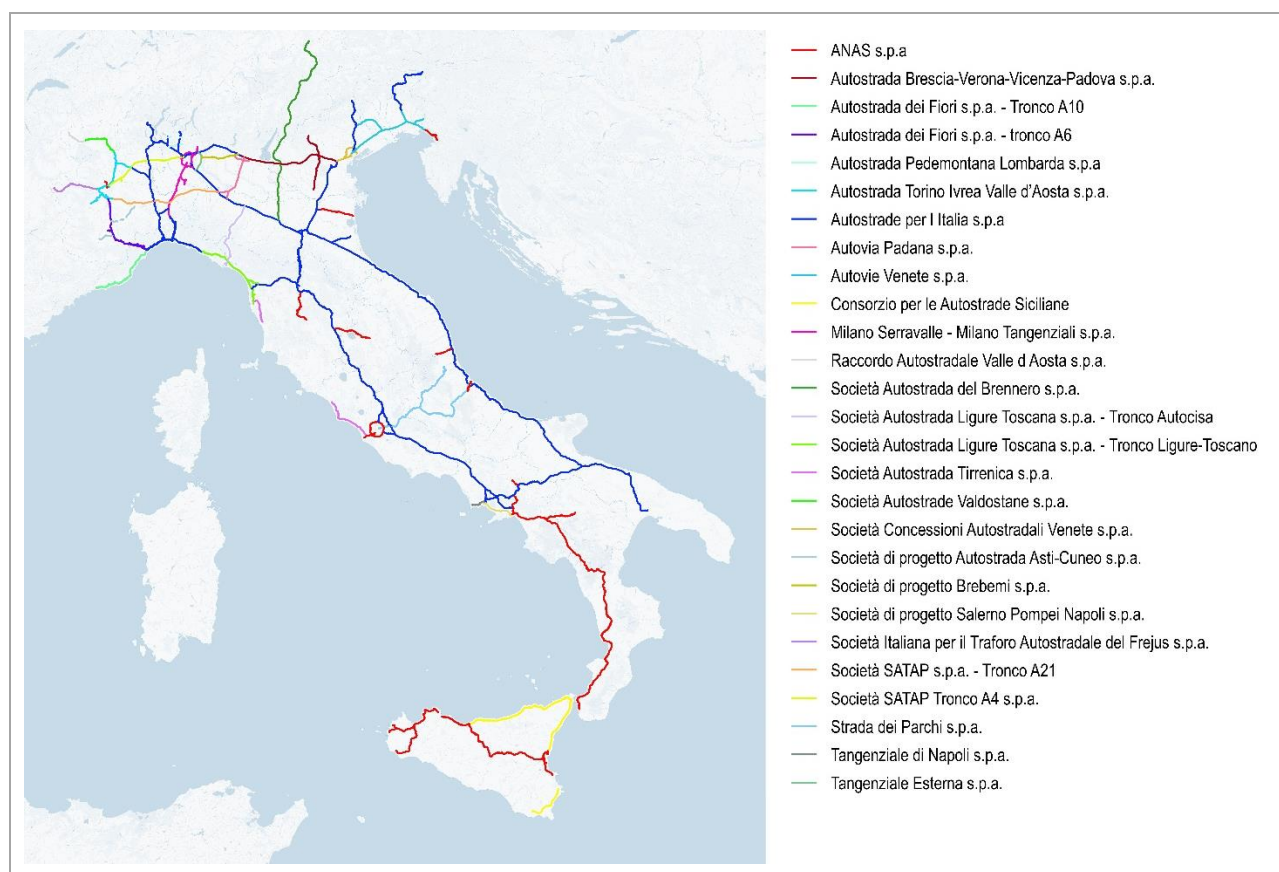 ANAS s.p.a
Autostrada Brescia-Verona-Vicenza-Padova s.p.a.
Autostrada dei Fiori s.p.a. - Tronco A10
Autostrada dei Fiori s.p.a. - tronco A6
Autostrada Pedemontana Lombarda s.p.a
Autostrada Torino Ivrea Valle d'Aosta s.p.a.
Autostrade per l Italia s.p.a
Autovia Padana s.p.a.
Autovie Venete s.p.a.
Consorzio per le Autostrade Siciliane
Milano Serravalle - Milano Tangenziali s.p.a.
Raccordo Autostradale Valle d Aosta s.p.a.
Società Autostrada del Brennero s.p.a.
Società Autostrada Ligure Toscana s.p.a. - Tronco Autocisa
Società Autostrada Ligure Toscana s.p.a. - Tronco Ligure-Toscano
Società Autostrada Tirrenica s.p.a.
Società Autostrade Valdostane s.p.a.
Società Concessioni Autostradali Venete s.p.a.
Società di progetto Autostrada Asti-Cuneo s.p.a.
Società di progetto Brebemi s.p.a.
Società di progetto Salerno Pompei Napoli s.p.a.
Società Italiana per il Traforo Autostradale del Frejus s.p.a.
Società SATAP s.p.a. - Tronco A21
Società SATAP Tronco A4 s.p.a.
Strada dei Parchi s.p.a.
Tangenziale di Napoli s.p.a.
Tangenziale Esterna s.p.a.